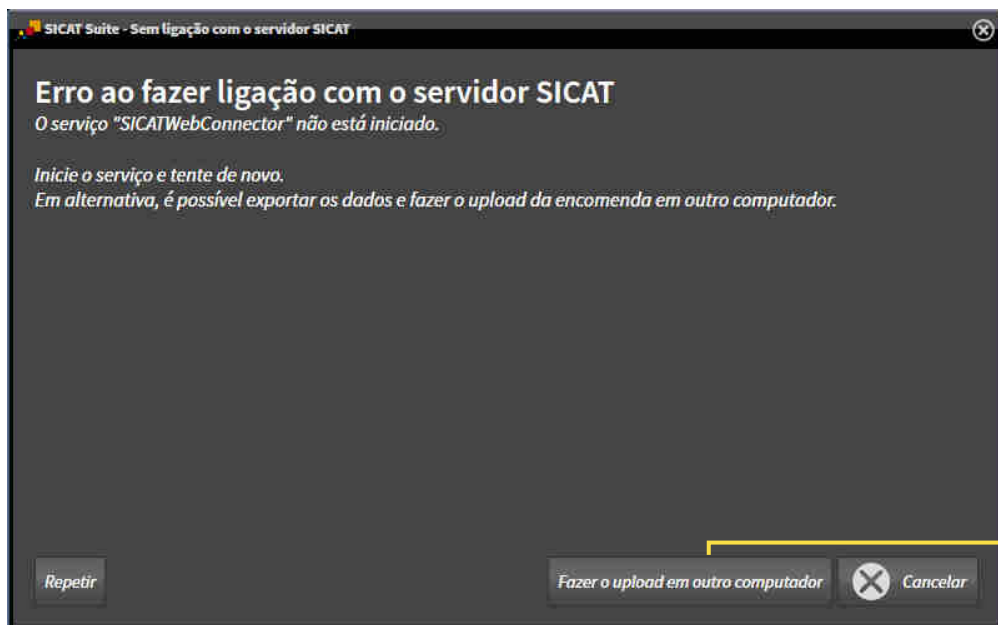 SICAT Suite - Sem ligação com o servidor SICAT
Erro ao fazer ligação com o servidor SICAT
O serviço "SICATWebConnector" não está iniciado.
Inicie o serviço e tente de novo.
Em alternativa, é possível exportar os dados e fazer o upload da encomenda em outro computador.
Repetir
Fazer o upload em outro computador
Cancelar